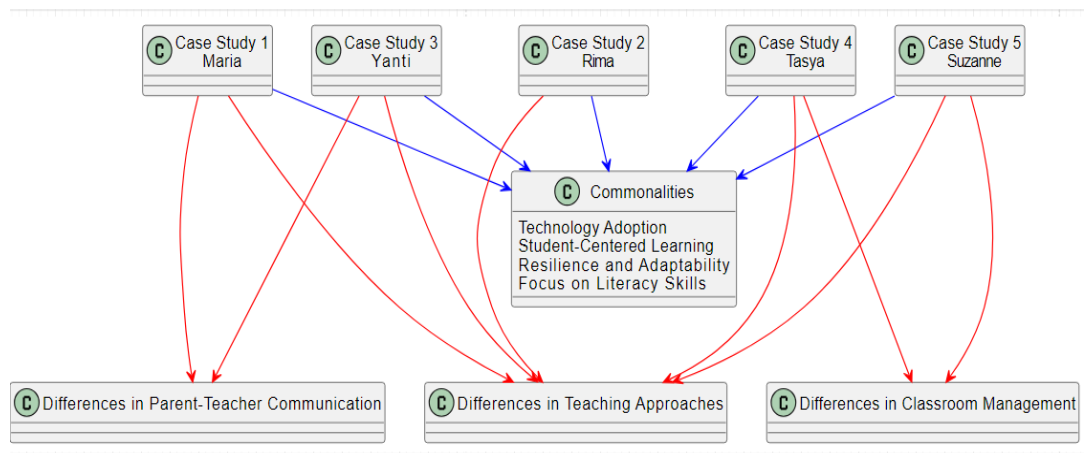 C Case Study 1
Maria
C Case Study 3
Yanti
C Case Study 2
Rima
C Case Study 4
Tasya
C Case Study 5
Suzanne
C Commonalities
Technology Adoption
Student-Centered Learning
Resilience and Adaptability
Focus on Literacy Skills
C Differences in Parent-Teacher Communication
C Differences in Teaching Approaches
C Differences in Classroom Management